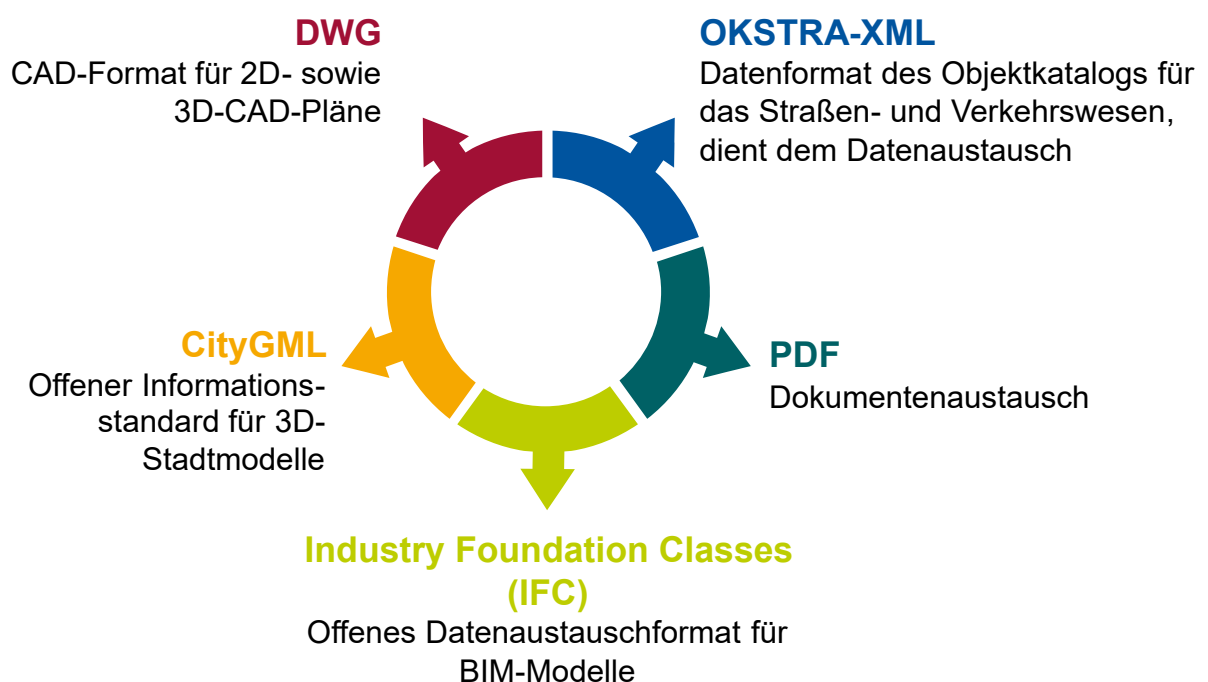 DWG
CAD-Format für 2D- sowie
3D-CAD-Pläne
OKSTRA-XML
Datenformat des Objektkatalogs für
das Straßen- und Verkehrswesen,
dient dem Datenaustausch
CityGML
Offener Informations-
standard für 3D-
Stadtmodelle
PDF
Dokumentenaustausch
Industry Foundation Classes
(IFC)
Offenes Datenaustauschformat für
BIM-Modelle